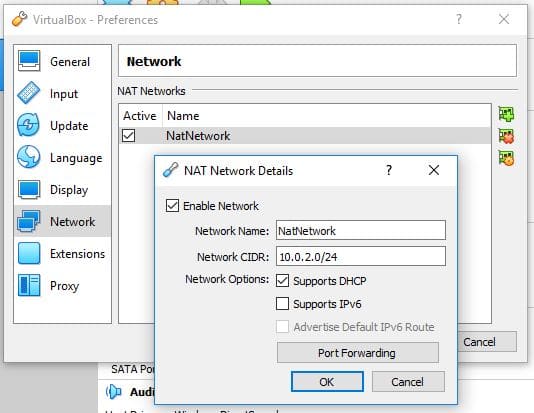 VirtualBox - Preferences
General
Input
Update
Language
Display
Network
Extensions
Proxy
Network
NAT Networks
Active Name
NatNetwork
NAT Network Details
Enable Network
Network Name: NatNetwork
Network CIDR: 10.0.2.0/24
Network Options: Supports DHCP
Supports IPv6
Advertise Default IPv6 Route
Port Forwarding
OK Cancel
Cancel
SATA Por
Audi